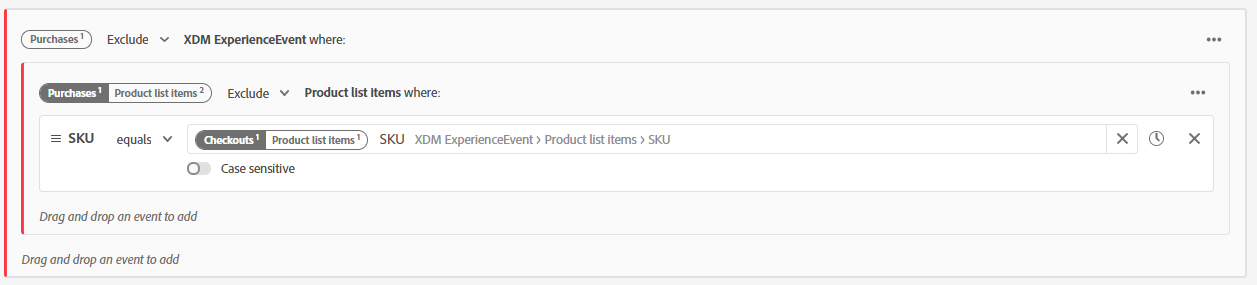 Purchases 1 Exclude XDM ExperienceEvent where:
Purchases 1 Product list items 2 Exclude Product list items where:
SKU equals Checkouts 1 Product list items 1 SKU XDM ExperienceEvent > Product list items > SKU
Case sensitive
Drag and drop an event to add
Drag and drop an event to add